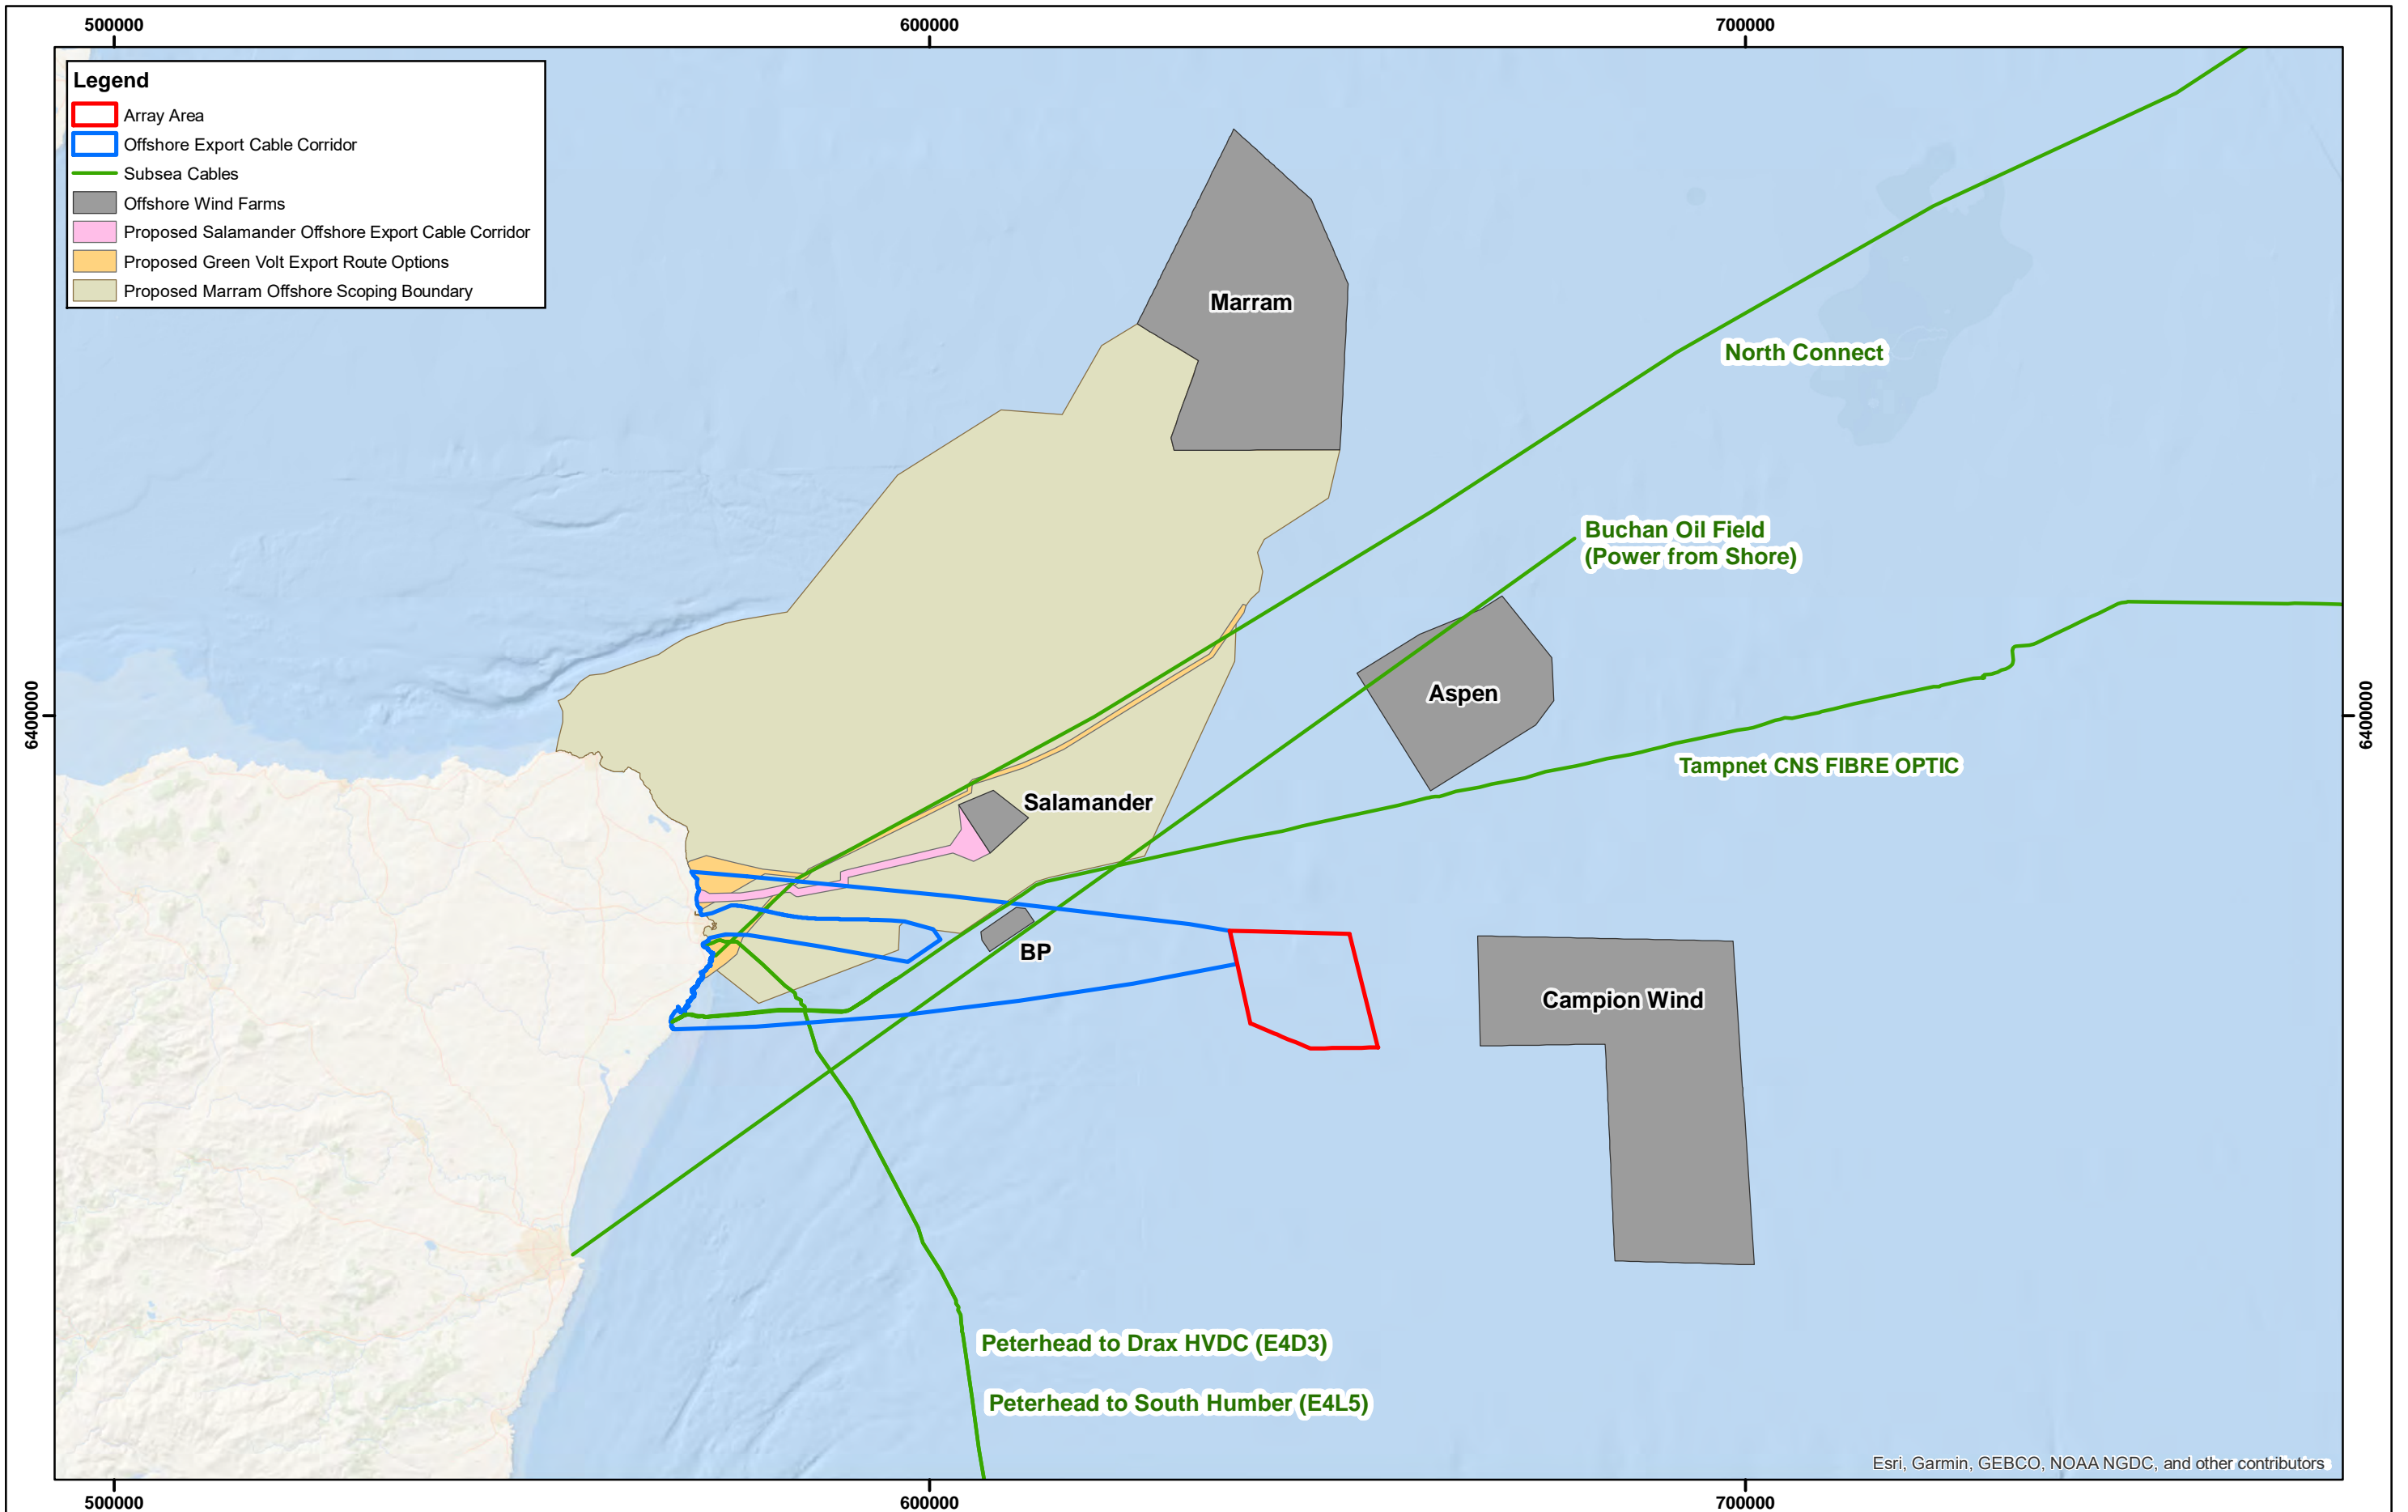 500000
600000
700000
Legend
Array Area
Offshore Export Cable Corridor
Subsea Cables
Offshore Wind Farms
Proposed Salamander Offshore Export Cable Corridor
Proposed Green Volt Export Route Options
Proposed Marram Offshore Scoping Boundary
Marram
North Connect
Buchan Oil Field
(Power from Shore)
Aspen
6400000
6400000
Tampnet CNS FIBRE OPTIC
Salamander
BP
Campion Wind
Peterhead to Drax HVDC (E4D3)
Peterhead to South Humber (E4L5)
Esri, Garmin, GEBCO, NOAA NGDC, and other contributors
500000
600000
700000